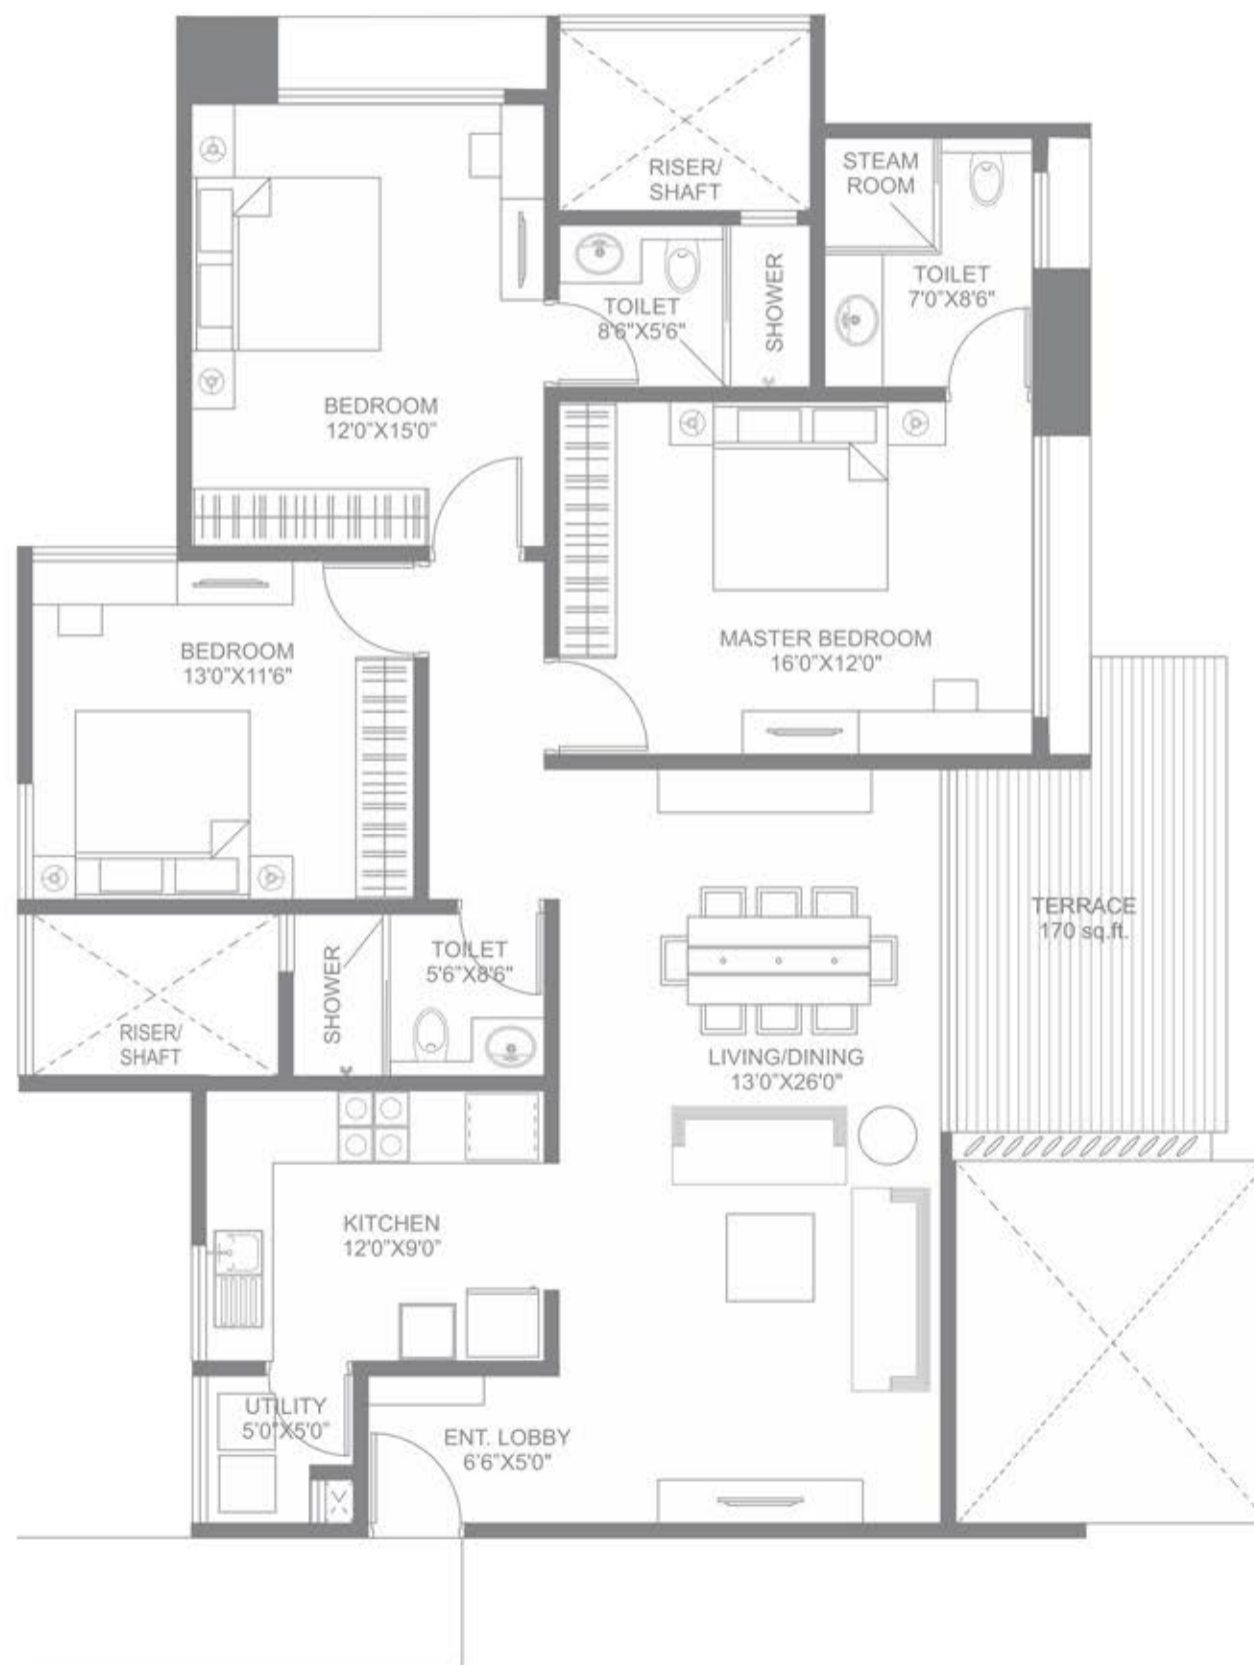 RISER/
SHAFT
STEAM
ROOM
TOILET
7'0"X8'6"
TOILET
8'6"X5'6"
SHOWER
BEDROOM
12'0"X15'0"
MASTER BEDROOM
16'0"X12'0"
BEDROOM
13'0"X11'6"
TERRACE
170 sq.ft.
TOILET
5'6"X8'6"
SHOWER
RISER/
SHAFT
LIVING/DINING
13'0"X26'0"
KITCHEN
12'0"X9'0"
UTILITY
5'0"X5'0"
ENT. LOBBY
6'6"X5'0"